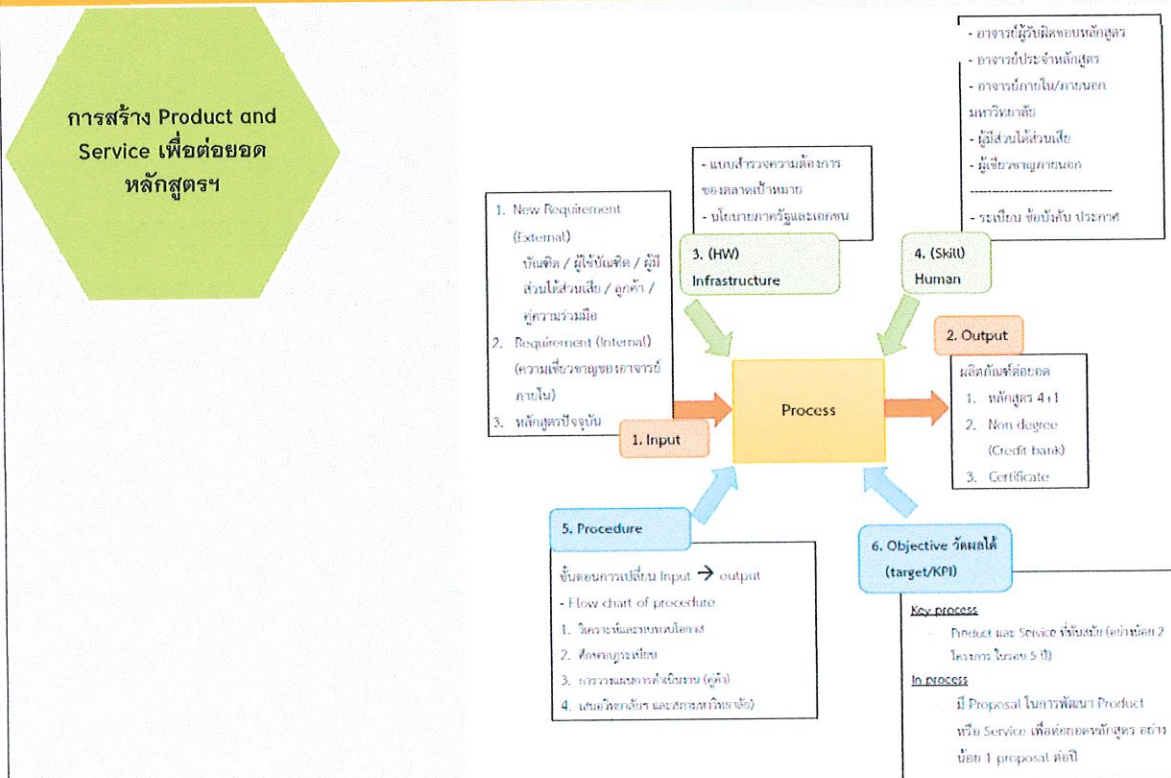 การสร้าง Product and
Service เพื่อต่อยอด
หลักสูตรฯ
- อาจารย์ผู้รับผิดชอบหลักสูตร
- อาจารย์ประจำหลักสูตร
- อาจารย์ภายใน/ภายนอก
มหาวิทยาลัย
- ผู้มีส่วนได้ส่วนเสีย
- ผู้เชี่ยวชาญภายนอก
- ระเบียบ ข้อบังคับ ประกาศ
- แบบสำรวจความต้องการ
ของตลาดเป้าหมาย
- นโยบายภาครัฐและเอกชน
3. (HW)
Infrastructure
4. (Skill)
Human
1. New Requirement
(External)
บัณฑิต / ผู้ใช้บัณฑิต / ผู้มี
ส่วนได้ส่วนเสีย / ลูกค้า /
คู่ความร่วมมือ
2. Requirement (Internal)
(ความเชี่ยวชาญของอาจารย์
ภายใน)
3. หลักสูตรปัจจุบัน
1. Input
Process
2. Output
ผลิตภัณฑ์ต่อยอด
1. หลักสูตร 4+1
2. Non degree
(Credit bank)
3. Certificate
5. Procedure
ขั้นตอนการเปลี่ยน Input → output
- Flow chart of procedure
1. วิเคราะห์และทบทวนโอกาส
2. ศึกษากฎระเบียบ
3. การวางแผนการดำเนินงาน (คู่ค้า)
4. เสนอวิทยาลัยฯ และสภามหาวิทยาลัย)
6. Objective วัดผลได้
(target/KPI)
Key process
- Product และ Service ที่ทันสมัย (อย่างน้อย 2
โครงการ ในรอบ 5 ปี)
In process
- มี Proposal ในการพัฒนา Product
หรือ Service เพื่อต่อยอดหลักสูตร อย่าง
น้อย 1 proposal ต่อปี